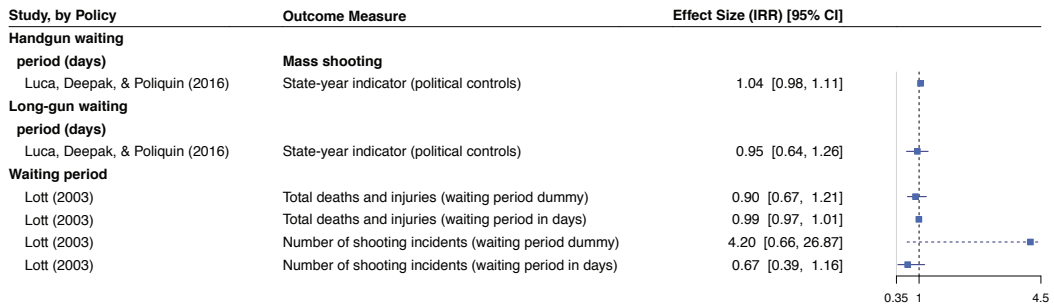 Study, by Policy Outcome Measure Effect Size (IRR) [95% CI]
Handgun waiting
period (days) Mass shooting
Luca, Deepak, & Poliquin (2016) State-year indicator (political controls) 1.04 [0.98, 1.11]
Long-gun waiting
period (days)
Luca, Deepak, & Poliquin (2016) State-year indicator (political controls) 0.95 [0.64, 1.26]
Waiting period
Lott (2003) Total deaths and injuries (waiting period dummy) 0.90 [0.67, 1.21]
Lott (2003) Total deaths and injuries (waiting period in days) 0.99 [0.97, 1.01]
Lott (2003) Number of shooting incidents (waiting period dummy) 4.20 [0.66, 26.87]
Lott (2003) Number of shooting incidents (waiting period in days) 0.67 [0.39, 1.16]
0.35 1 4.5